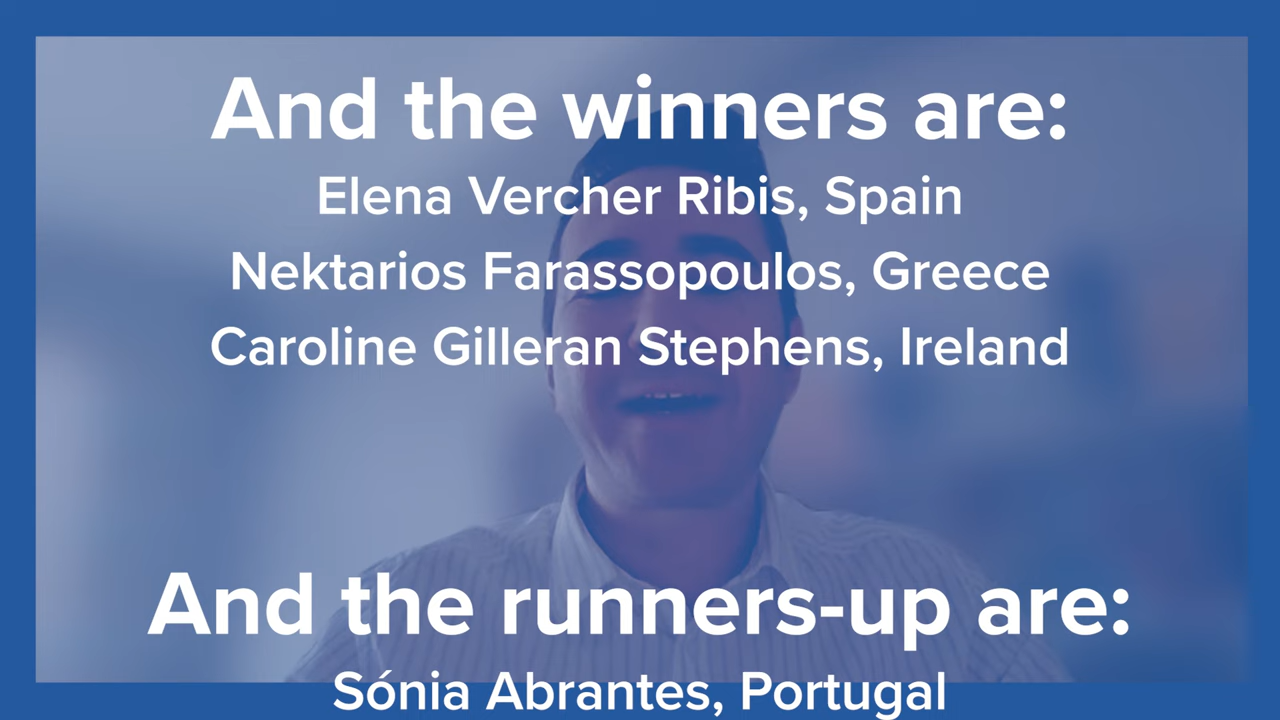 And the winners are:
Elena Vercher Ribis, Spain
Nektarios Farassopoulos, Greece
Caroline Gilleran Stephens, Ireland
And the runners-up are:
Sónia Abrantes, Portugal